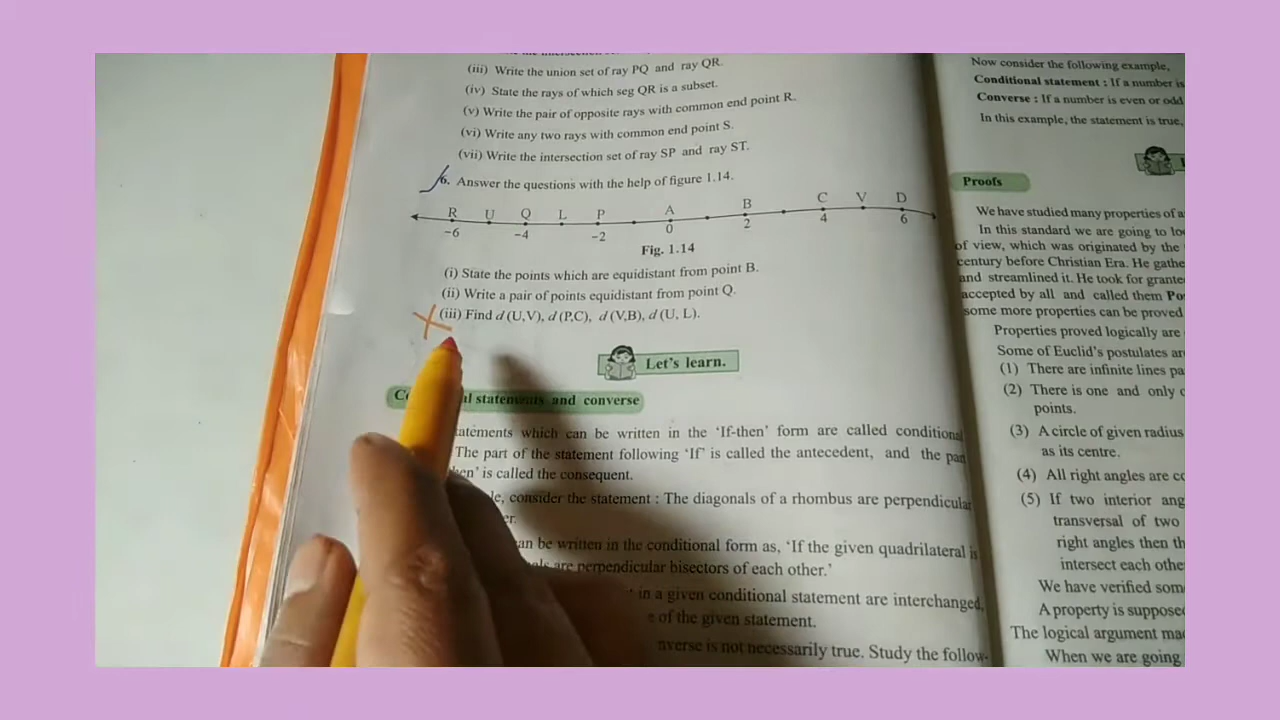 (iii) Write the union set of ray PQ and ray QR.
(iv) State the rays of which seg QR is a subset.
(v) Write the pair of opposite rays with common end point R.
(vi) Write any two rays with common end point S.
(vii) Write the intersection set of ray SP and ray ST.
6. Answer the questions with the help of figure 1.14.
R U Q L P A B C V D
−6 −4 −2 0 2 4 6
Fig. 1.14
(i) State the points which are equidistant from point B.
(ii) Write a pair of points equidistant from point Q.
(iii) Find d (U,V), d (P,C), d (V,B), d (U, L).
Let's learn.
al statements and converse
tatements which can be written in the 'If-then' form are called conditional
The part of the statement following 'If' is called the antecedent, and the part
hen' is called the consequent.
le, consider the statement : The diagonals of a rhombus are perpendicular
er.
can be written in the conditional form as, 'If the given quadrilateral is
als are perpendicular bisectors of each other.'
in a given conditional statement are interchanged,
e of the given statement.
nverse is not necessarily true. Study the follow-
Now consider the following example,
Conditional statement : If a number is
Converse : If a number is even or odd
In this example, the statement is true,
Proofs
We have studied many properties of a
In this standard we are going to lo
of view, which was originated by the
century before Christian Era. He gathe
and streamlined it. He took for grante
accepted by all and called them Po
some more properties can be proved
Properties proved logically are
Some of Euclid's postulates ar
(1) There are infinite lines pa
(2) There is one and only o
points.
(3) A circle of given radius
as its centre.
(4) All right angles are co
(5) If two interior ang
transversal of two
right angles then th
intersect each othe
We have verified som
A property is suppose
The logical argument ma
When we are going